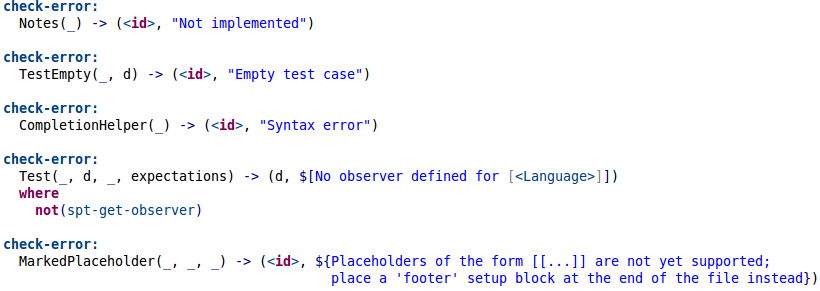 check-error:
  Notes(_) -> (<id>, "Not implemented")

check-error:
  TestEmpty(_, d) -> (<id>, "Empty test case")

check-error:
  CompletionHelper(_) -> (<id>, "Syntax error")

check-error:
  Test(_, d, _, expectations) -> (d, $[No observer defined for [<Language>]])
  where
    not(spt-get-observer)

check-error:
  MarkedPlaceholder(_, _, _) -> (<id>, ${Placeholders of the form [[...]] are not yet supported;
                                         place a 'footer' setup block at the end of the file instead})